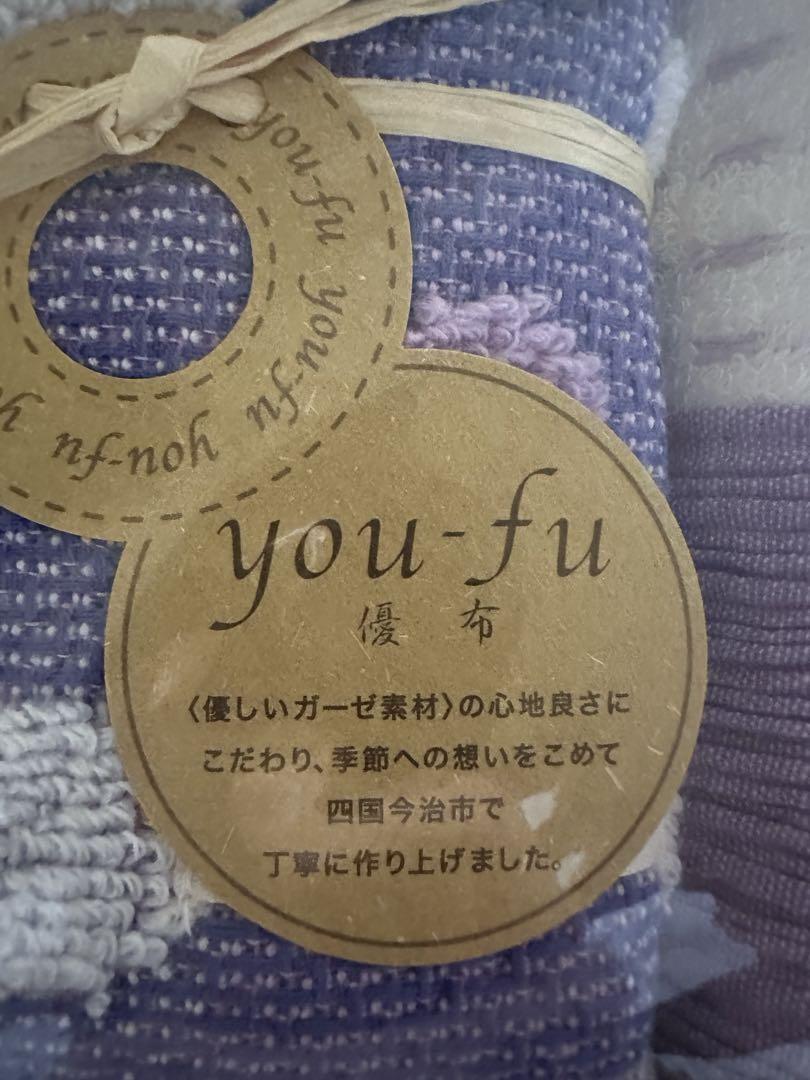 you-fu you-fu you-fu
you-fu
優布
〈優しいガーゼ素材〉の心地良さに
こだわり、季節への想いをこめて
四国今治市で
丁寧に作り上げました。